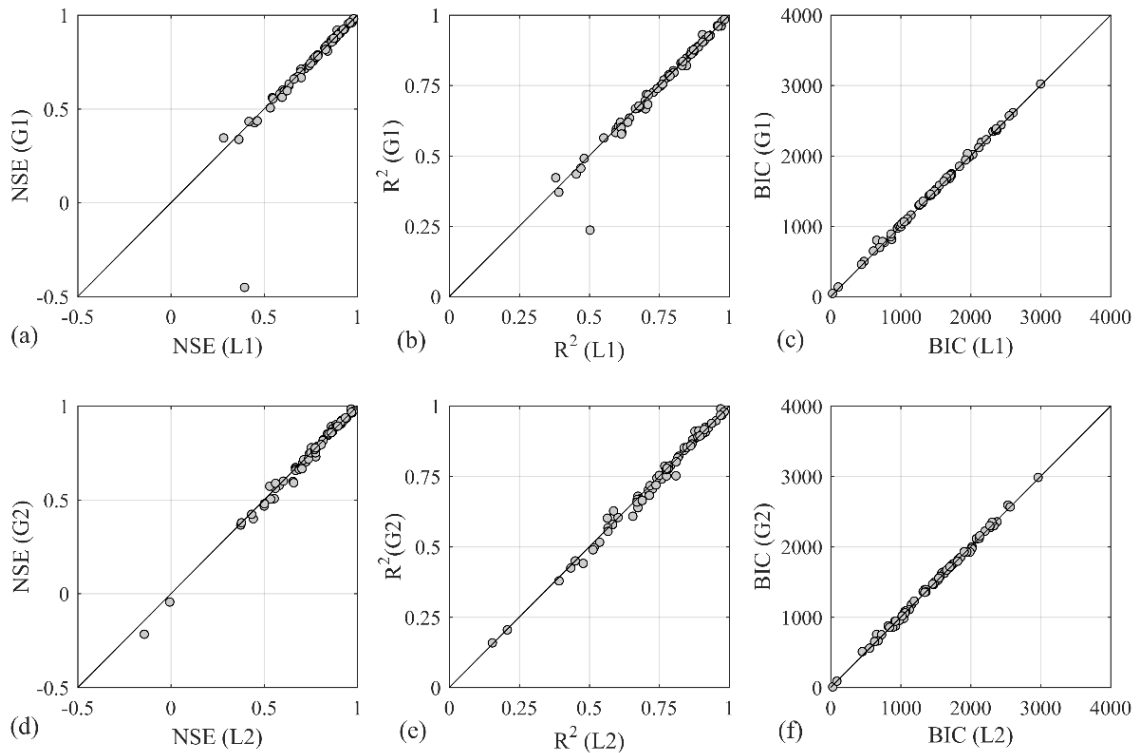 1
0.5
0
-0.5
-0.5 0 0.5 1
NSE (G1)
NSE (L1)
(a)
1
0.75
0.5
0.25
0
0 0.25 0.5 0.75 1
R² (G1)
R² (L1)
(b)
4000
3000
2000
1000
0
0 1000 2000 3000 4000
BIC (G1)
BIC (L1)
(c)
1
0.5
0
-0.5
-0.5 0 0.5 1
NSE (G2)
NSE (L2)
(d)
1
0.75
0.5
0.25
0
0 0.25 0.5 0.75 1
R²(G2)
R² (L2)
(e)
4000
3000
2000
1000
0
0 1000 2000 3000 4000
BIC (G2)
BIC (L2)
(f)